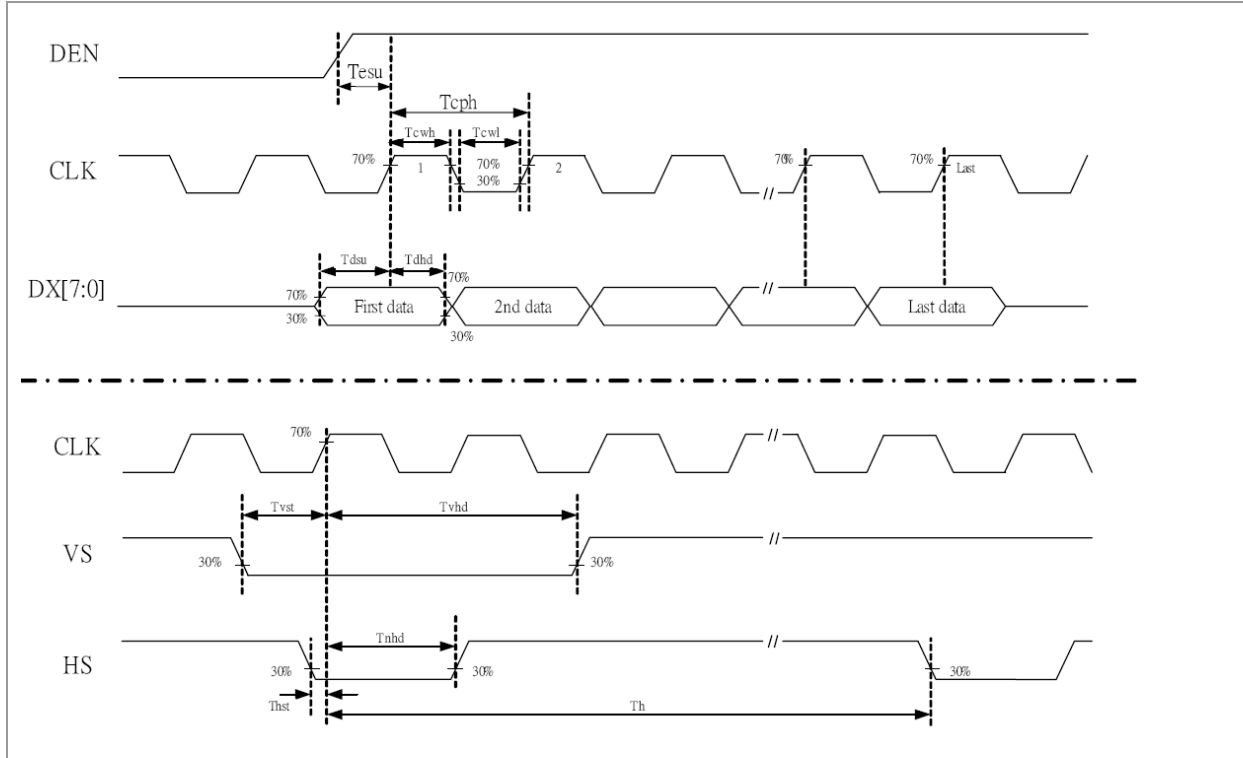 DEN
Tesu
Tcph
Tcwh Tcwl
CLK 70% 1 70% 2 70% 70% Last
30%
Tdsu Tdhd
DX[7:0] 70% First data 70% 2nd data // Last data
30% 30%
CLK 70% //
Tvst Tvhd
VS 30% 30% //
Tnhd
HS 30% 30% // 30%
Thst Th